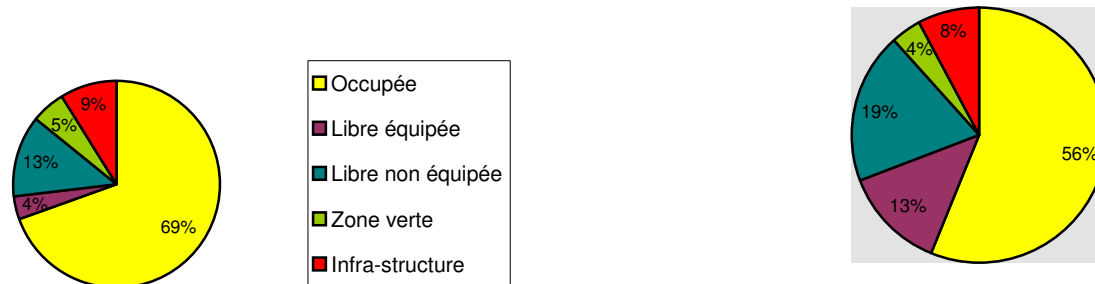 9%
5%
13%
4%
69%
Occupée
Libre équipée
Libre non équipée
Zone verte
Infra-structure
8%
4%
19%
56%
13%